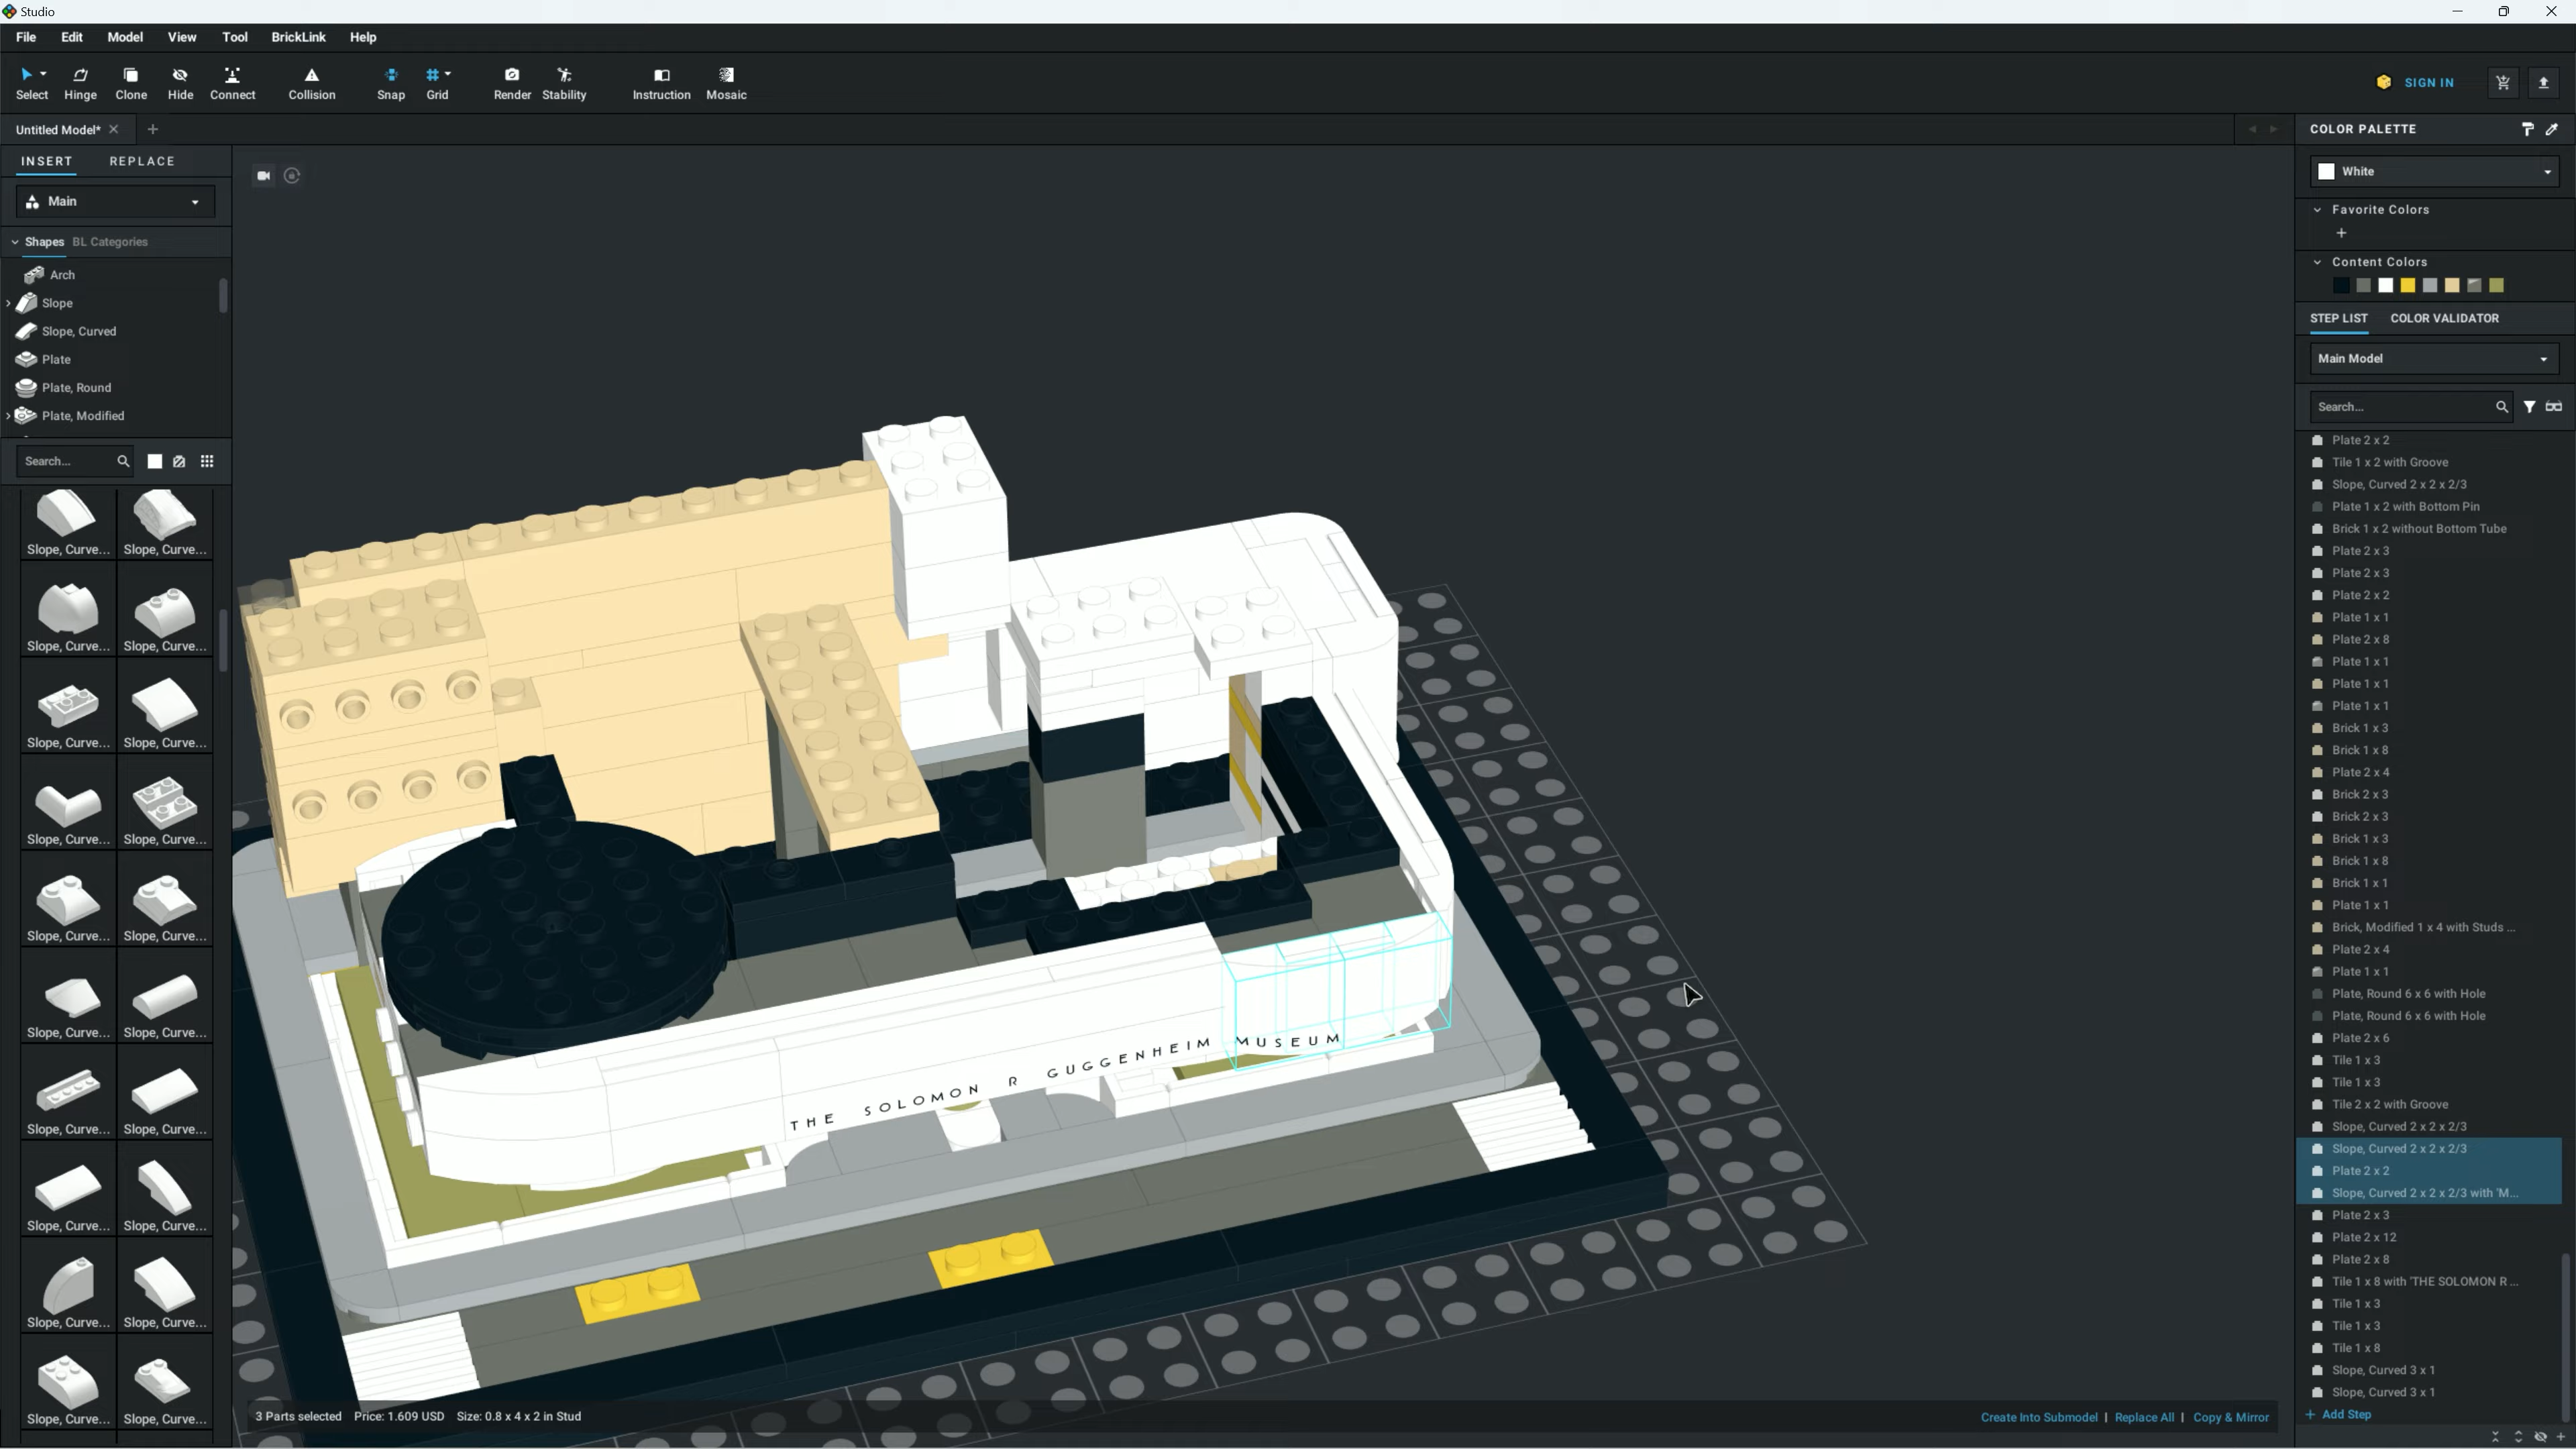 Studio
File Edit Model View Tool BrickLink Help
Select Hinge Clone Hide Connect Collision Snap Grid Render Stability Instruction Mosaic SIGN IN
Untitled Model*
INSERT REPLACE
Main
Shapes BL Categories
Arch
Slope
Slope, Curved
Plate
Plate, Round
Plate, Modified
Search...
Slope, Curve... Slope, Curve...
Slope, Curve... Slope, Curve...
Slope, Curve... Slope, Curve...
Slope, Curve... Slope, Curve...
Slope, Curve... Slope, Curve...
Slope, Curve... Slope, Curve...
Slope, Curve... Slope, Curve...
Slope, Curve... Slope, Curve...
Slope, Curve... Slope, Curve...
Slope, Curve... Slope, Curve...
THE SOLOMON R GUGGENHEIM MUSEUM
3 Parts selected Price: 1.609 USD Size: 0.8 x 4 x 2 in Stud
Create Into Submodel | Replace All | Copy & Mirror
COLOR PALETTE
White
Favorite Colors
Content Colors
STEP LIST COLOR VALIDATOR
Main Model
Search...
Plate 2 x 2
Tile 1 x 2 with Groove
Slope, Curved 2 x 2 x 2/3
Plate 1 x 2 with Bottom Pin
Brick 1 x 2 without Bottom Tube
Plate 2 x 3
Plate 2 x 3
Plate 2 x 2
Plate 1 x 1
Plate 2 x 8
Plate 1 x 1
Plate 1 x 1
Plate 1 x 1
Brick 1 x 3
Brick 1 x 8
Plate 2 x 4
Brick 2 x 3
Brick 2 x 3
Brick 1 x 3
Brick 1 x 8
Brick 1 x 1
Plate 1 x 1
Brick, Modified 1 x 4 with Studs ...
Plate 2 x 4
Plate 1 x 1
Plate, Round 6 x 6 with Hole
Plate, Round 6 x 6 with Hole
Plate 2 x 6
Tile 1 x 3
Tile 1 x 3
Tile 2 x 2 with Groove
Slope, Curved 2 x 2 x 2/3
Slope, Curved 2 x 2 x 2/3
Plate 2 x 2
Slope, Curved 2 x 2 x 2/3 with 'M...
Plate 2 x 3
Plate 2 x 12
Plate 2 x 8
Tile 1 x 8 with 'THE SOLOMON R ...
Tile 1 x 3
Tile 1 x 3
Tile 1 x 8
Slope, Curved 3 x 1
Slope, Curved 3 x 1
+ Add Step